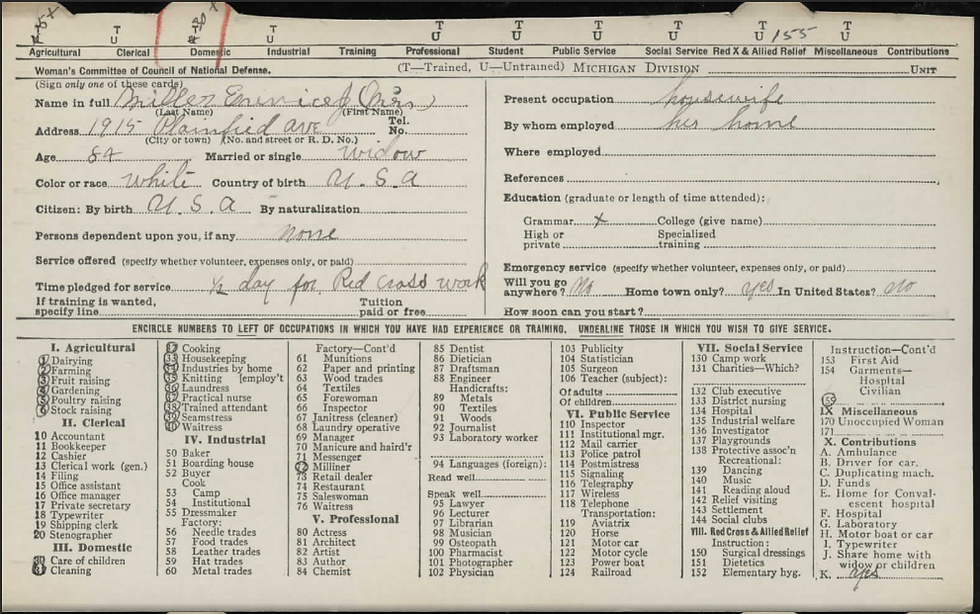 T T T T T T T T T T
U U U U U U U U U 155 U
Agricultural Clerical Domestic Industrial Training Professional Student Public Service Social Service Red X & Allied Relief Miscellaneous Contributions
Woman's Committee of Council of National Defense. (T—Trained, U—Untrained) MICHIGAN DIVISION UNIT
(Sign only one of these cards)
Name in full Miller Eunice J (Mrs)
(Last Name) (First Name)
Address 1915 Plainfield ave Tel. No.
(City or town) (No. and street or R. D. No.)
Age 84 Married or single widow
Color or race white Country of birth U. S. A
Citizen: By birth U. S. A By naturalization
Persons dependent upon you, if any none
Service offered (specify whether volunteer, expenses only, or paid)
Time pledged for service ½ day for Red Cross work
If training is wanted, specify line Tuition paid or free
Present occupation housewife
By whom employed her home
Where employed
References
Education (graduate or length of time attended):
Grammar x College (give name)
High or private Specialized training
Emergency service (specify whether volunteer, expenses only, or paid)
Will you go anywhere? No Home town only? yes In United States? No
How soon can you start?
ENCIRCLE NUMBERS TO LEFT OF OCCUPATIONS IN WHICH YOU HAVE HAD EXPERIENCE OR TRAINING. UNDERLINE THOSE IN WHICH YOU WISH TO GIVE SERVICE.
I. Agricultural
1 Dairying
2 Farming
3 Fruit raising
4 Gardening
5 Poultry raising
6 Stock raising
II. Clerical
10 Accountant
11 Bookkeeper
12 Cashier
13 Clerical work (gen.)
14 Filing
15 Office assistant
16 Office manager
17 Private secretary
18 Typewriter
19 Shipping clerk
20 Stenographer
III. Domestic
30 Care of children
31 Cleaning
32 Cooking
33 Housekeeping
34 Industries by home
35 Knitting [employ't
36 Laundress
37 Practical nurse
38 Trained attendant
39 Seamstress
40 Waitress
IV. Industrial
50 Baker
51 Boarding house
52 Buyer
Cook
53 Camp
54 Institutional
55 Dressmaker
Factory:
56 Needle trades
57 Food trades
58 Leather trades
59 Hat trades
60 Metal trades
Factory—Cont'd
61 Munitions
62 Paper and printing
63 Wood trades
64 Textiles
65 Forewoman
66 Inspector
67 Janitress (cleaner)
68 Laundry operative
69 Manager
70 Manicure and haird'r
71 Messenger
72 Milliner
73 Retail dealer
74 Restaurant
75 Saleswoman
76 Waitress
V. Professional
80 Actress
81 Architect
82 Artist
83 Author
84 Chemist
85 Dentist
86 Dietician
87 Draftsman
88 Engineer
Handicrafts:
89 Metals
90 Textiles
91 Woods
92 Journalist
93 Laboratory worker
94 Languages (foreign):
Read well
Speak well
95 Lawyer
96 Lecturer
97 Librarian
98 Musician
99 Osteopath
100 Pharmacist
101 Photographer
102 Physician
103 Publicity
104 Statistician
105 Surgeon
106 Teacher (subject):
Of adults
Of children
VI. Public Service
110 Inspector
111 Institutional mgr.
112 Mail carrier
113 Police patrol
114 Postmistress
115 Signaling
116 Telegraphy
117 Wireless
118 Telephone
Transportation:
119 Aviatrix
120 Horse
121 Motor car
122 Motor cycle
123 Power boat
124 Railroad
VII. Social Service
130 Camp work
131 Charities—Which?
132 Club executive
133 District nursing
134 Hospital
135 Industrial welfare
136 Investigator
137 Playgrounds
138 Protective assoc'n
Recreational:
139 Dancing
140 Music
141 Reading aloud
142 Relief visiting
143 Settlement
144 Social clubs
VIII. Red Cross & Allied Relief
Instruction:
150 Surgical dressings
151 Dietetics
152 Elementary hyg.
Instruction—Cont'd
153 First Aid
154 Garments—
Hospital
Civilian
155
IX Miscellaneous
170 Unoccupied Woman
171
X. Contributions
A. Ambulance
B. Driver for car.
C. Duplicating mach.
D. Funds
E. Home for Convalescent hospital
F. Hospital
G. Laboratory
H. Motor boat or car
I. Typewriter
J. Share home with widow or children
K. yes